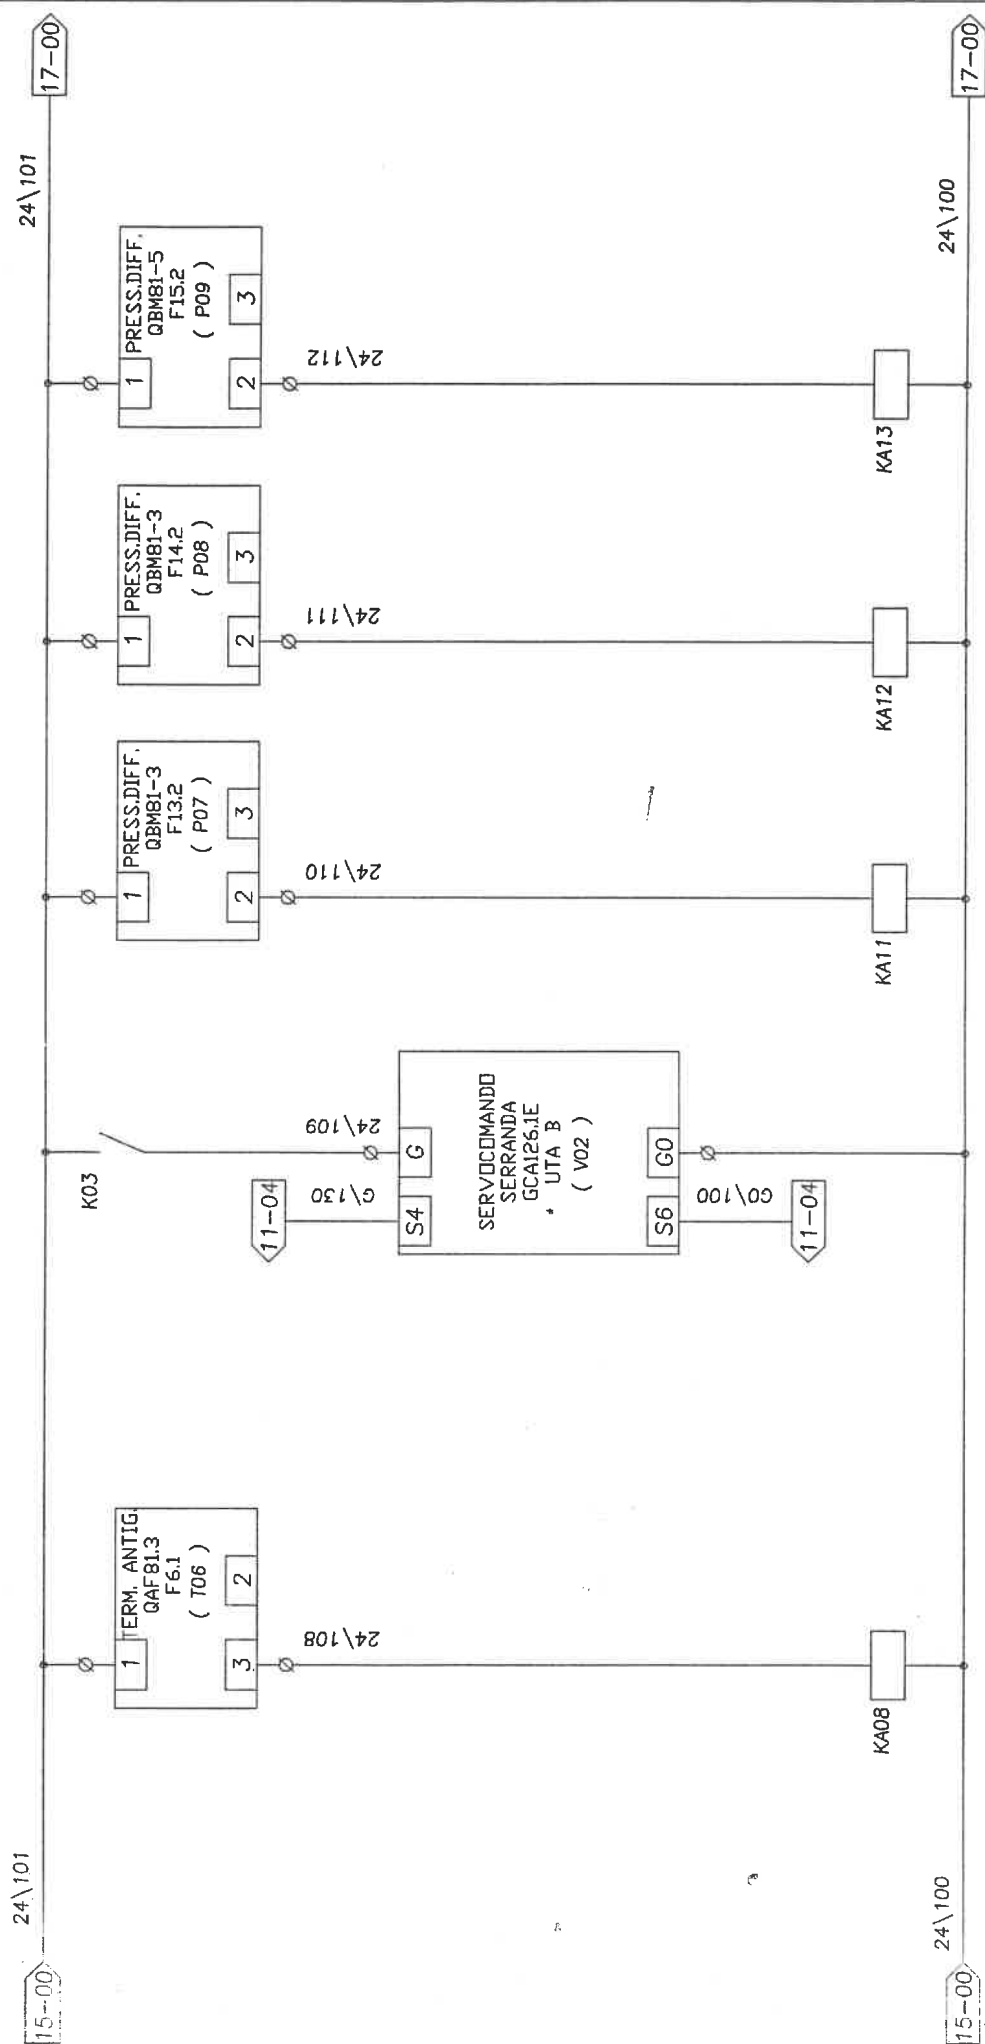 15-00
24\101
24\101
17-00
TERM. ANTIG.
QAF81.3
F6.1
( T06 )
1
3
2
24\108
KA08
K03
24\109
11-04
G\130
S4
G
SERVOCOMANDO
SERRANDA
GCA126.1E
* UTA B
( V02 )
S6
G0
G0\100
11-04
PRESS.DIFF.
QBM81-3
F13.2
( P07 )
1
2
3
24\110
KA11
PRESS.DIFF.
QBM81-3
F14.2
( P08 )
1
2
3
24\111
KA12
PRESS.DIFF.
QBM81-5
F15.2
( P09 )
1
2
3
24\112
KA13
15-00
24\100
24\100
17-00